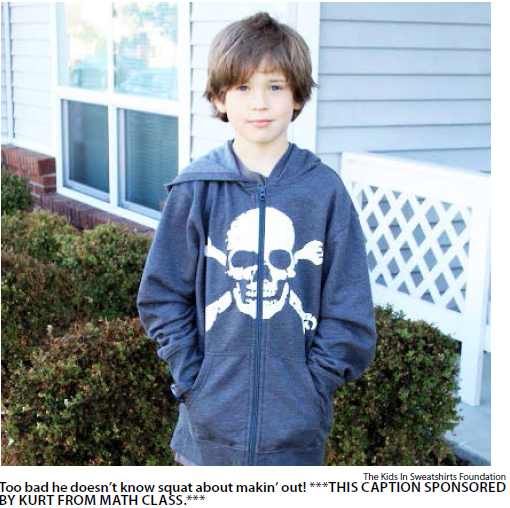 The Kids In Sweatshirts Foundation
Too bad he doesn't know squat about makin' out! ***THIS CAPTION SPONSORED
BY KURT FROM MATH CLASS.***